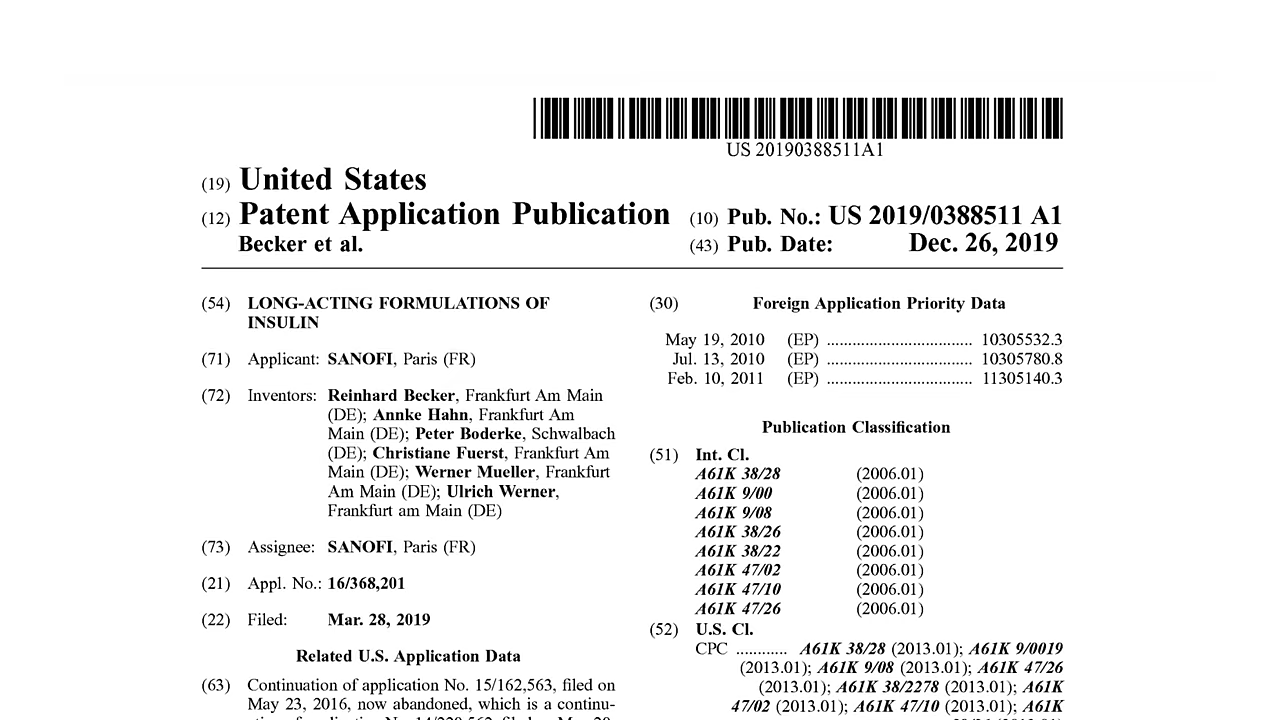 US 20190388511A1
(19) United States
(12) Patent Application Publication (10) Pub. No.: US 2019/0388511 A1
Becker et al. (43) Pub. Date: Dec. 26, 2019
(54) LONG-ACTING FORMULATIONS OF
INSULIN
(71) Applicant: SANOFI, Paris (FR)
(72) Inventors: Reinhard Becker, Frankfurt Am Main
(DE); Annke Hahn, Frankfurt Am
Main (DE); Peter Boderke, Schwalbach
(DE); Christiane Fuerst, Frankfurt Am
Main (DE); Werner Mueller, Frankfurt
Am Main (DE); Ulrich Werner,
Frankfurt am Main (DE)
(73) Assignee: SANOFI, Paris (FR)
(21) Appl. No.: 16/368,201
(22) Filed: Mar. 28, 2019
Related U.S. Application Data
(63) Continuation of application No. 15/162,563, filed on
May 23, 2016, now abandoned, which is a continu-
(30) Foreign Application Priority Data
May 19, 2010 (EP) .................................. 10305532.3
Jul. 13, 2010 (EP) .................................. 10305780.8
Feb. 10, 2011 (EP) .................................. 11305140.3
Publication Classification
(51) Int. Cl.
A61K 38/28 (2006.01)
A61K 9/00 (2006.01)
A61K 9/08 (2006.01)
A61K 38/26 (2006.01)
A61K 38/22 (2006.01)
A61K 47/02 (2006.01)
A61K 47/10 (2006.01)
A61K 47/26 (2006.01)
(52) U.S. Cl.
CPC ............ A61K 38/28 (2013.01); A61K 9/0019
(2013.01); A61K 9/08 (2013.01); A61K 47/26
(2013.01); A61K 38/2278 (2013.01); A61K
47/02 (2013.01); A61K 47/10 (2013.01); A61K